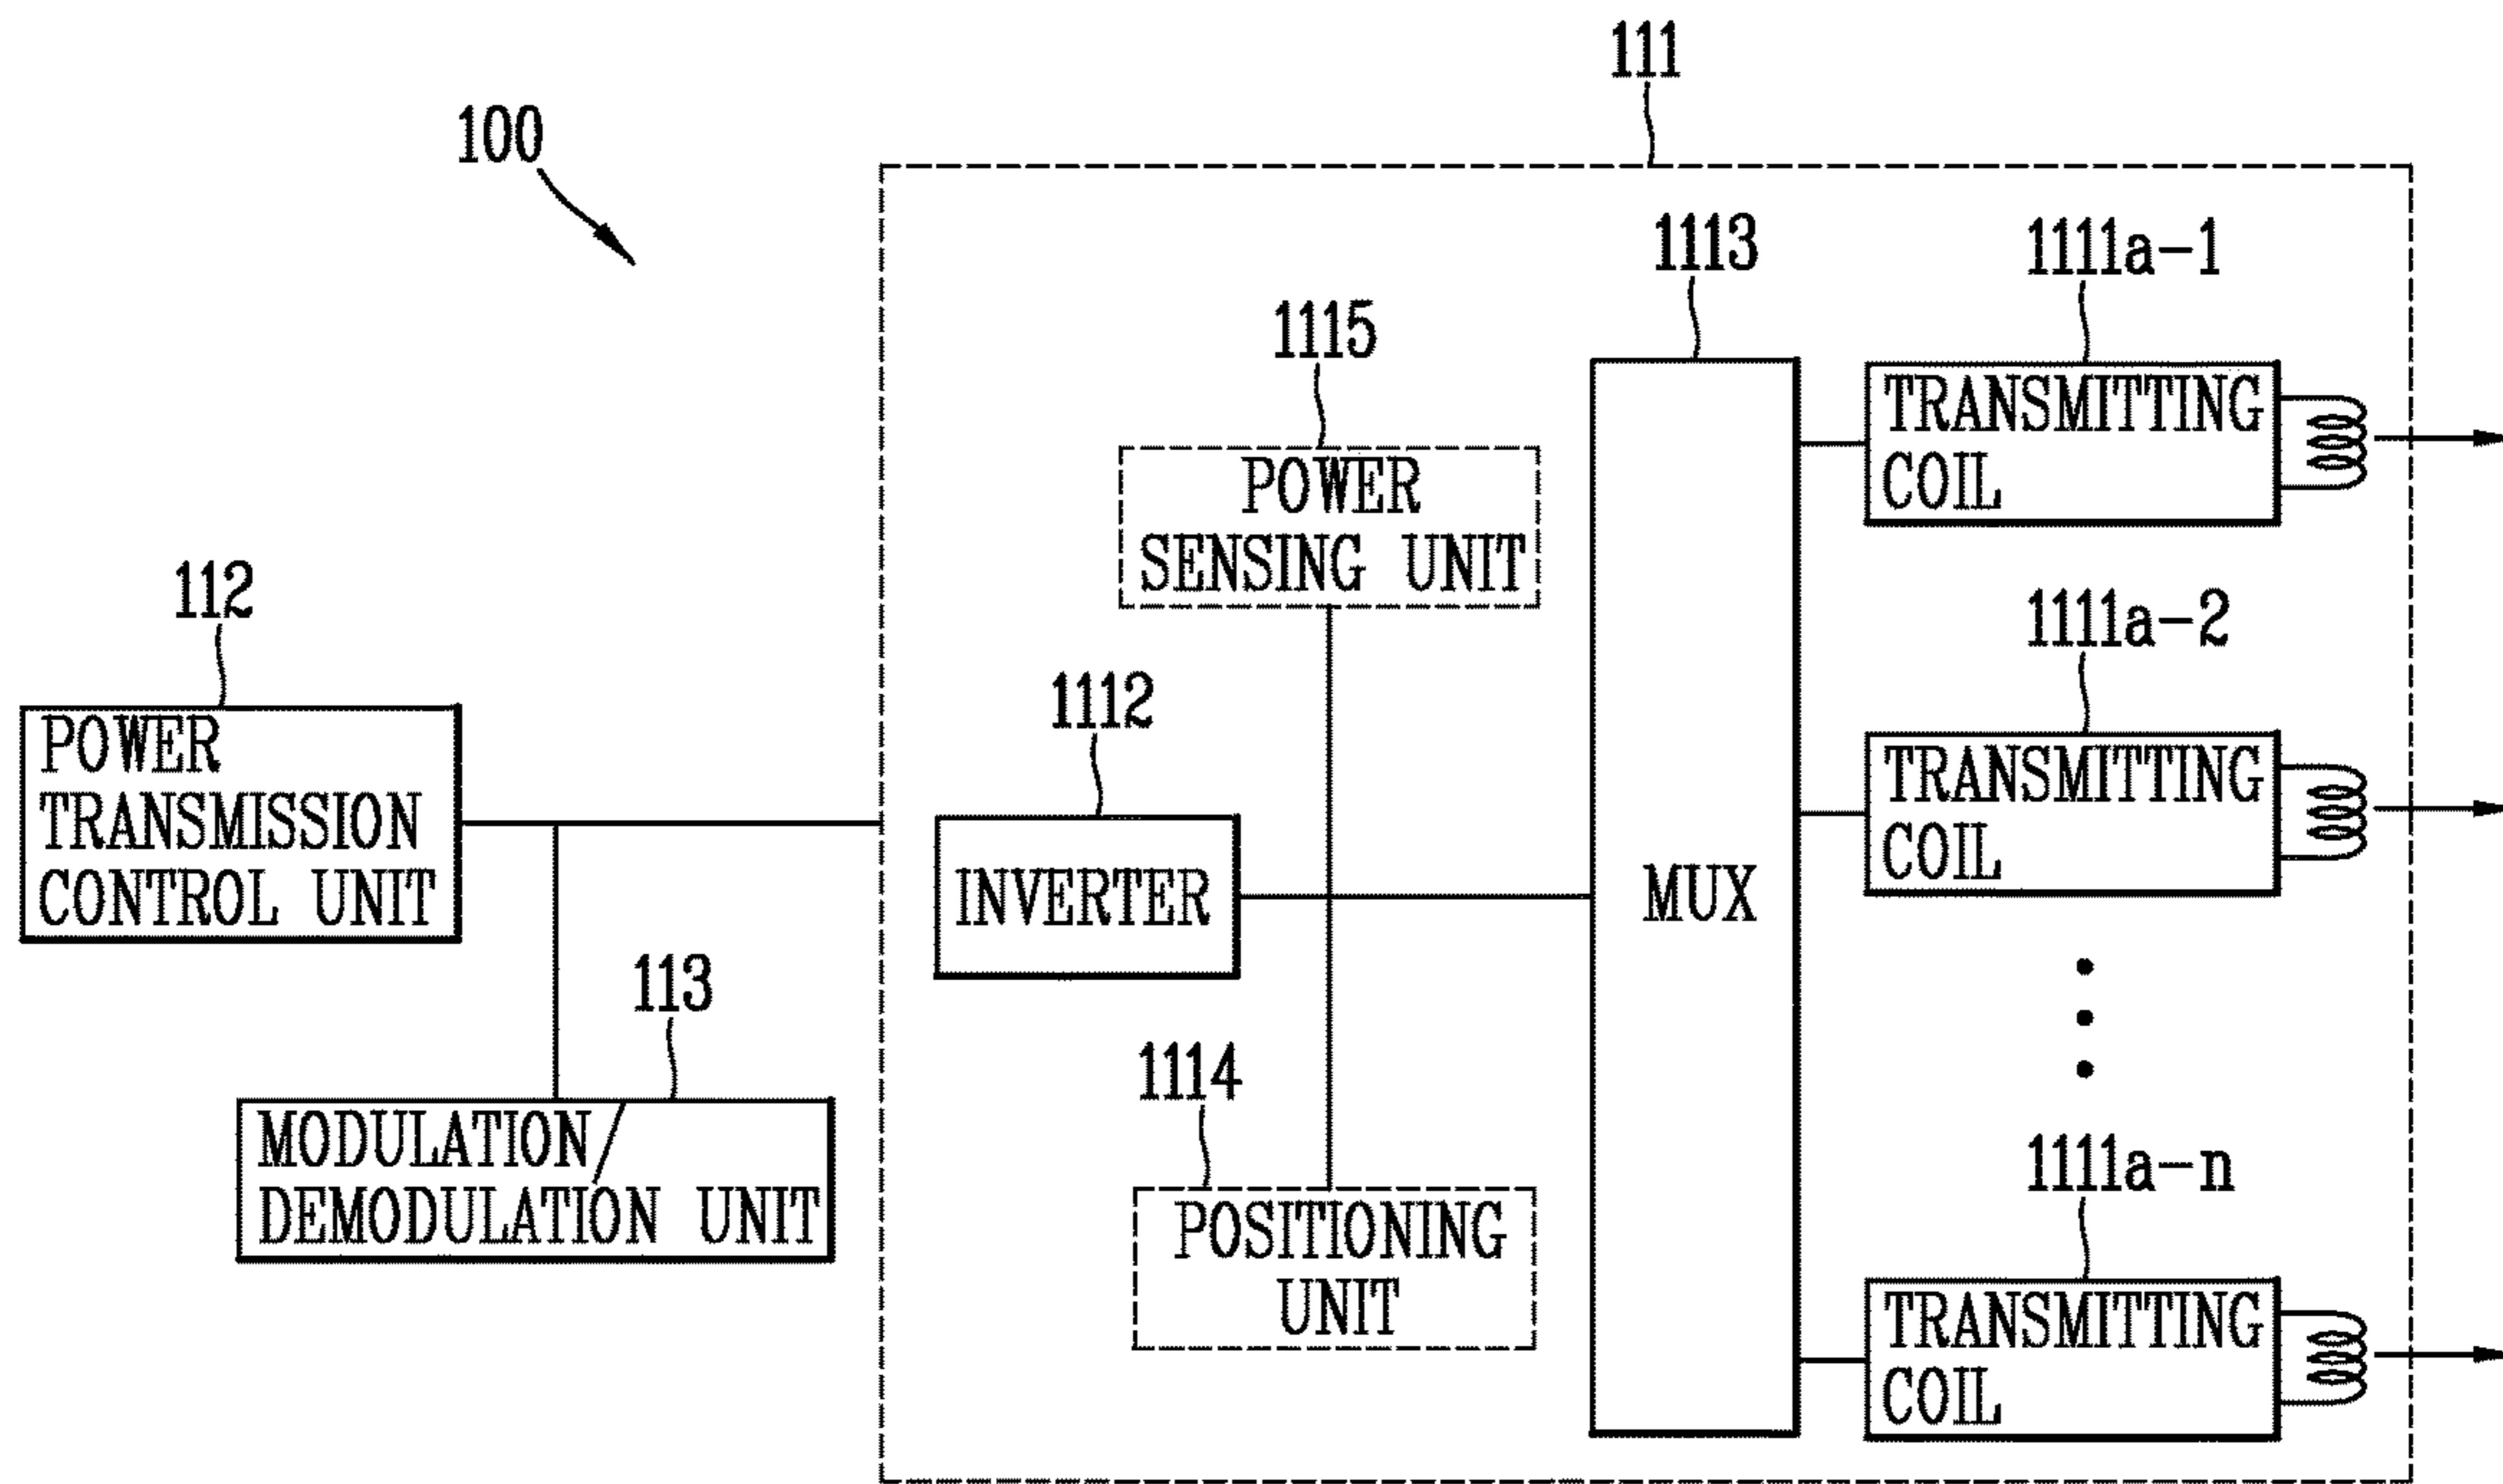 111
100
1113
1111a-1
1115
TRANSMITTING
COIL
POWER
SENSING UNIT
112
1111a-2
1112
POWER
TRANSMISSION
CONTROL UNIT
TRANSMITTING
COIL
INVERTER
MUX
113
1114
MODULATION/
DEMODULATION UNIT
1111a-n
POSITIONING
UNIT
TRANSMITTING
COIL